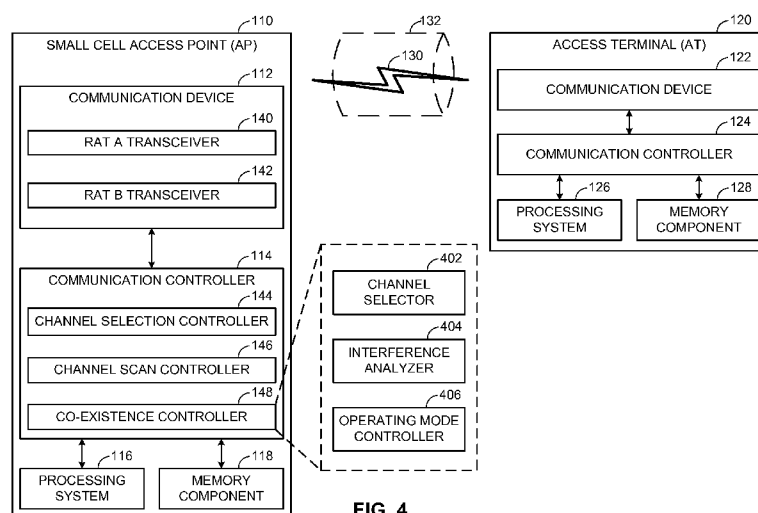 110
SMALL CELL ACCESS POINT (AP)
112
COMMUNICATION DEVICE
140
RAT A TRANSCEIVER
142
RAT B TRANSCEIVER
114
COMMUNICATION CONTROLLER
144
CHANNEL SELECTION CONTROLLER
146
CHANNEL SCAN CONTROLLER
148
CO-EXISTENCE CONTROLLER
116
PROCESSING
SYSTEM
118
MEMORY
COMPONENT
132
130
402
CHANNEL
SELECTOR
404
INTERFERENCE
ANALYZER
406
OPERATING MODE
CONTROLLER
120
ACCESS TERMINAL (AT)
122
COMMUNICATION DEVICE
124
COMMUNICATION CONTROLLER
126
PROCESSING
SYSTEM
128
MEMORY
COMPONENT
FIG. 4